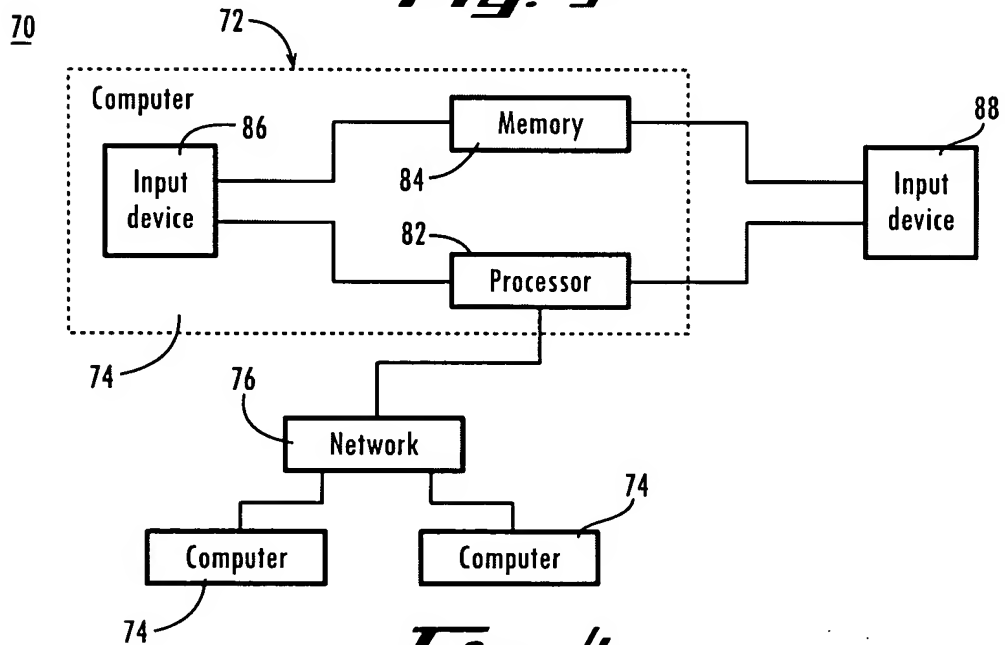 Fig.
70
72
Computer
86
Memory
84
88
Input
device
Input
device
82
Processor
74
76
Network
74
Computer
Computer
74